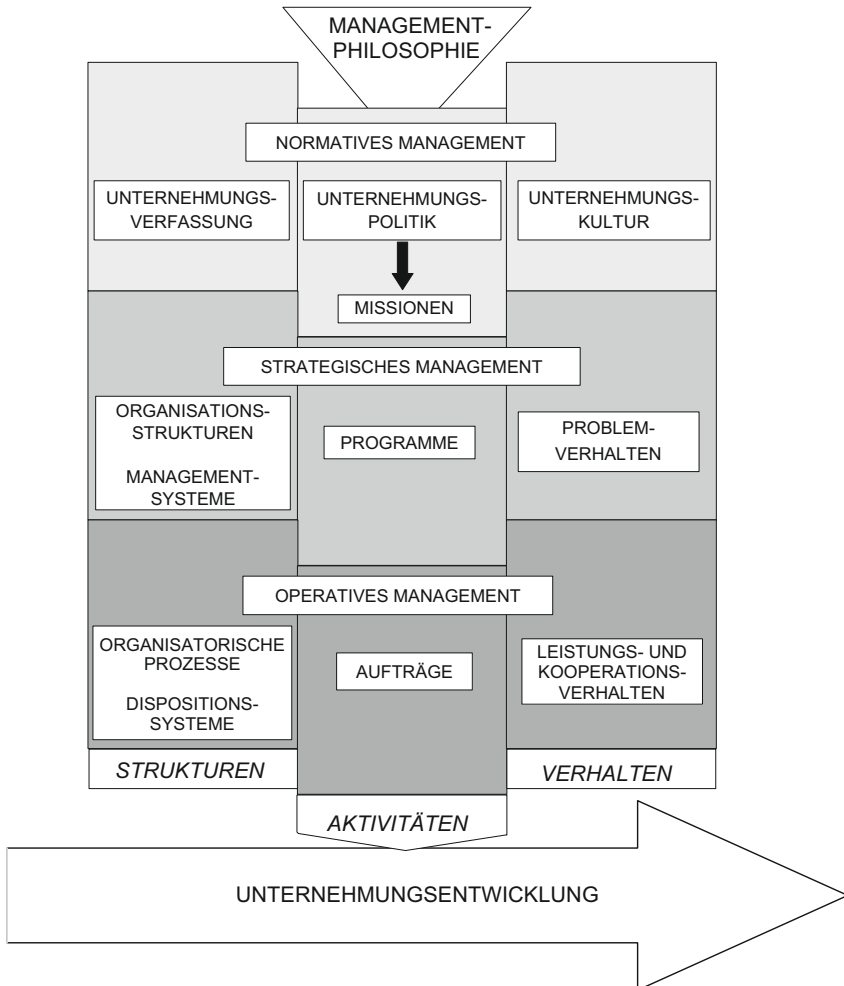 MANAGEMENT-
PHILOSOPHIE
NORMATIVES MANAGEMENT
UNTERNEHMUNGS-
VERFASSUNG
UNTERNEHMUNGS-
POLITIK
UNTERNEHMUNGS-
KULTUR
MISSIONEN
STRATEGISCHES MANAGEMENT
ORGANISATIONS-
STRUKTUREN
MANAGEMENT-
SYSTEME
PROGRAMME
PROBLEM-
VERHALTEN
OPERATIVES MANAGEMENT
ORGANISATORISCHE
PROZESSE
DISPOSITIONS-
SYSTEME
AUFTRÄGE
LEISTUNGS- UND
KOOPERATIONS-
VERHALTEN
STRUKTUREN
VERHALTEN
AKTIVITÄTEN
UNTERNEHMUNGSENTWICKLUNG